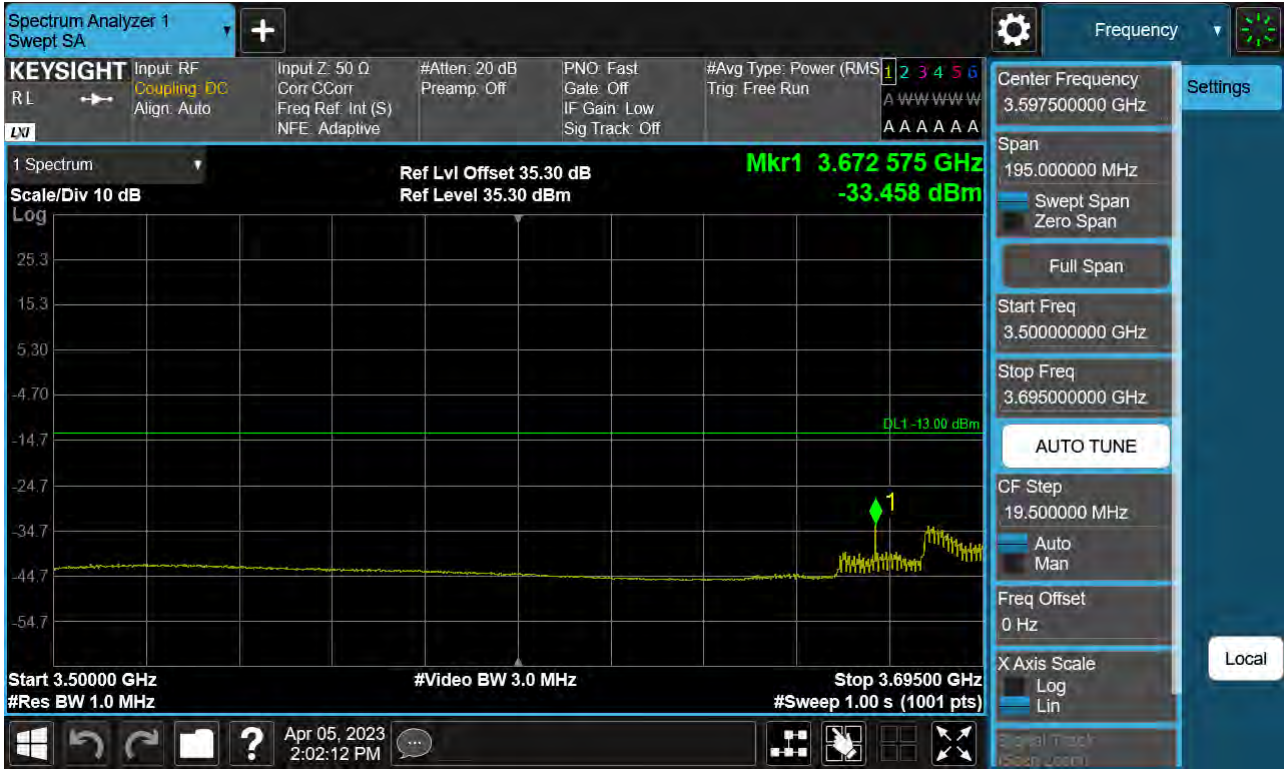 Spectrum Analyzer 1
Swept SA
Frequency
KEYSIGHT
RL
LXI
Input: RF
Coupling: DC
Align: Auto
Input Z: 50 Ω
Corr CCorr
Freq Ref: Int (S)
NFE: Adaptive
#Atten: 20 dB
Preamp: Off
PNO: Fast
Gate: Off
IF Gain: Low
Sig Track: Off
#Avg Type: Power (RMS
Trig: Free Run
1 2 3 4 5 6
A W W W W W
A A A A A A
1 Spectrum
Scale/Div 10 dB
Log
Ref Lvl Offset 35.30 dB
Ref Level 35.30 dBm
Mkr1 3.672 575 GHz
-33.458 dBm
25.3
15.3
5.30
-4.70
-14.7
-24.7
-34.7
-44.7
-54.7
DL1 -13.00 dBm
1
Start 3.50000 GHz
#Res BW 1.0 MHz
#Video BW 3.0 MHz
Stop 3.69500 GHz
#Sweep 1.00 s (1001 pts)
Center Frequency
3.597500000 GHz
Span
195.000000 MHz
Swept Span
Zero Span
Full Span
Start Freq
3.500000000 GHz
Stop Freq
3.695000000 GHz
AUTO TUNE
CF Step
19.500000 MHz
Auto
Man
Freq Offset
0 Hz
X Axis Scale
Log
Lin
Signal Track
(Span Zoom)
Settings
Local
?
Apr 05, 2023
2:02:12 PM